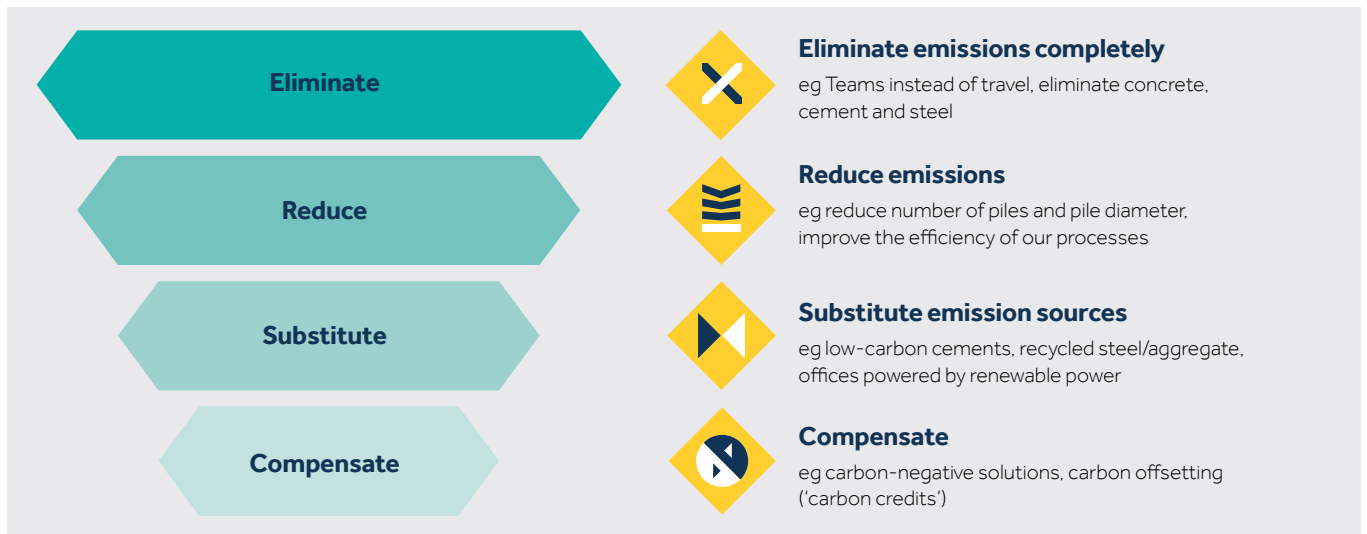 Eliminate
Eliminate emissions completely
eg Teams instead of travel, eliminate concrete,
cement and steel
Reduce
Reduce emissions
eg reduce number of piles and pile diameter,
improve the efficiency of our processes
Substitute
Substitute emission sources
eg low-carbon cements, recycled steel/aggregate,
offices powered by renewable power
Compensate
Compensate
eg carbon-negative solutions, carbon offsetting
(‘carbon credits’)